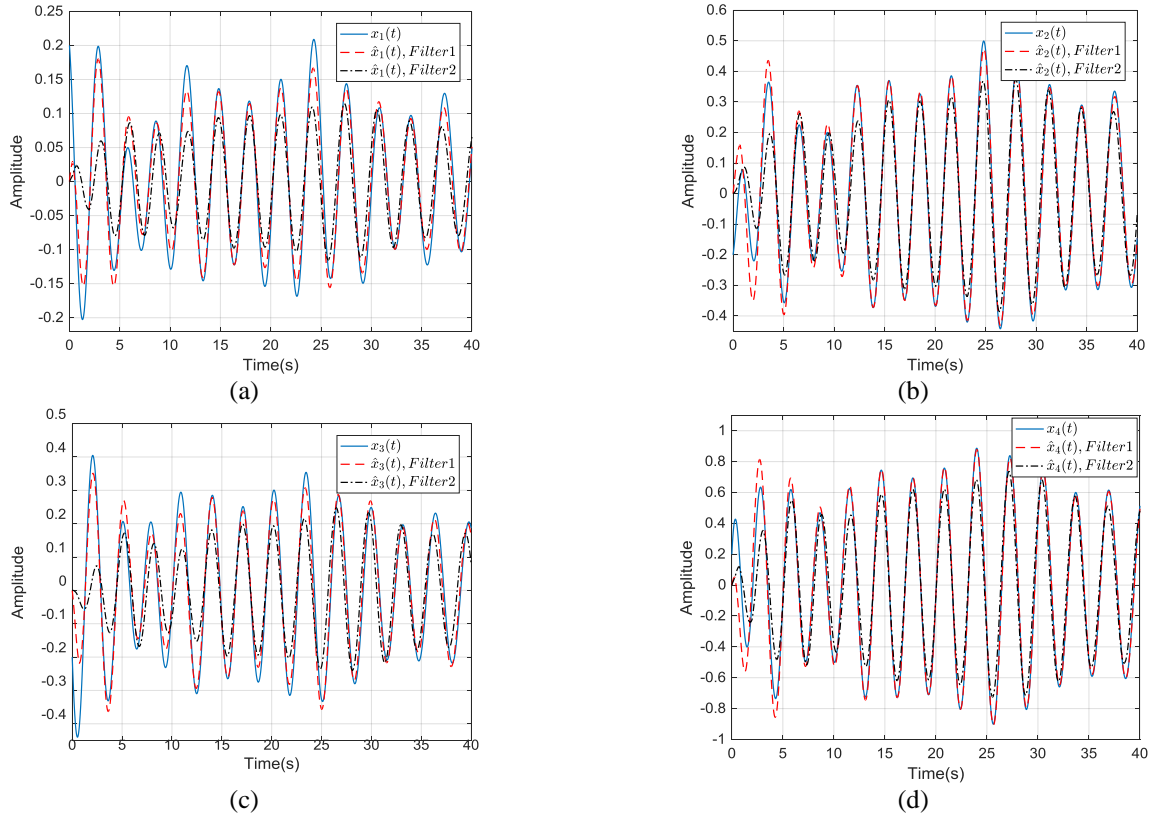 0.25
0.2
0.15
0.1
0.05
0
-0.05
-0.1
-0.15
-0.2
Amplitude
0 5 10 15 20 25 30 35 40
Time(s)
x₁(t)
x̂₁(t), Filter1
x̂₁(t), Filter2
(a)
0.6
0.5
0.4
0.3
0.2
0.1
0
-0.1
-0.2
-0.3
-0.4
Amplitude
0 5 10 15 20 25 30 35 40
Time(s)
x₂(t)
x̂₂(t), Filter1
x̂₂(t), Filter2
(b)
0.5
0.4
0.3
0.2
0.1
0
-0.1
-0.2
0.3
0.4
Amplitude
0 5 10 15 20 25 30 35 40
Time(s)
x₃(t)
x̂₃(t), Filter1
x̂₃(t), Filter2
(c)
1
0.8
0.6
0.4
0.2
0
-0.2
-0.4
-0.6
-0.8
-1
Amplitude
0 5 10 15 20 25 30 35 40
Time(s)
x₄(t)
x̂₄(t), Filter1
x̂₄(t), Filter2
(d)